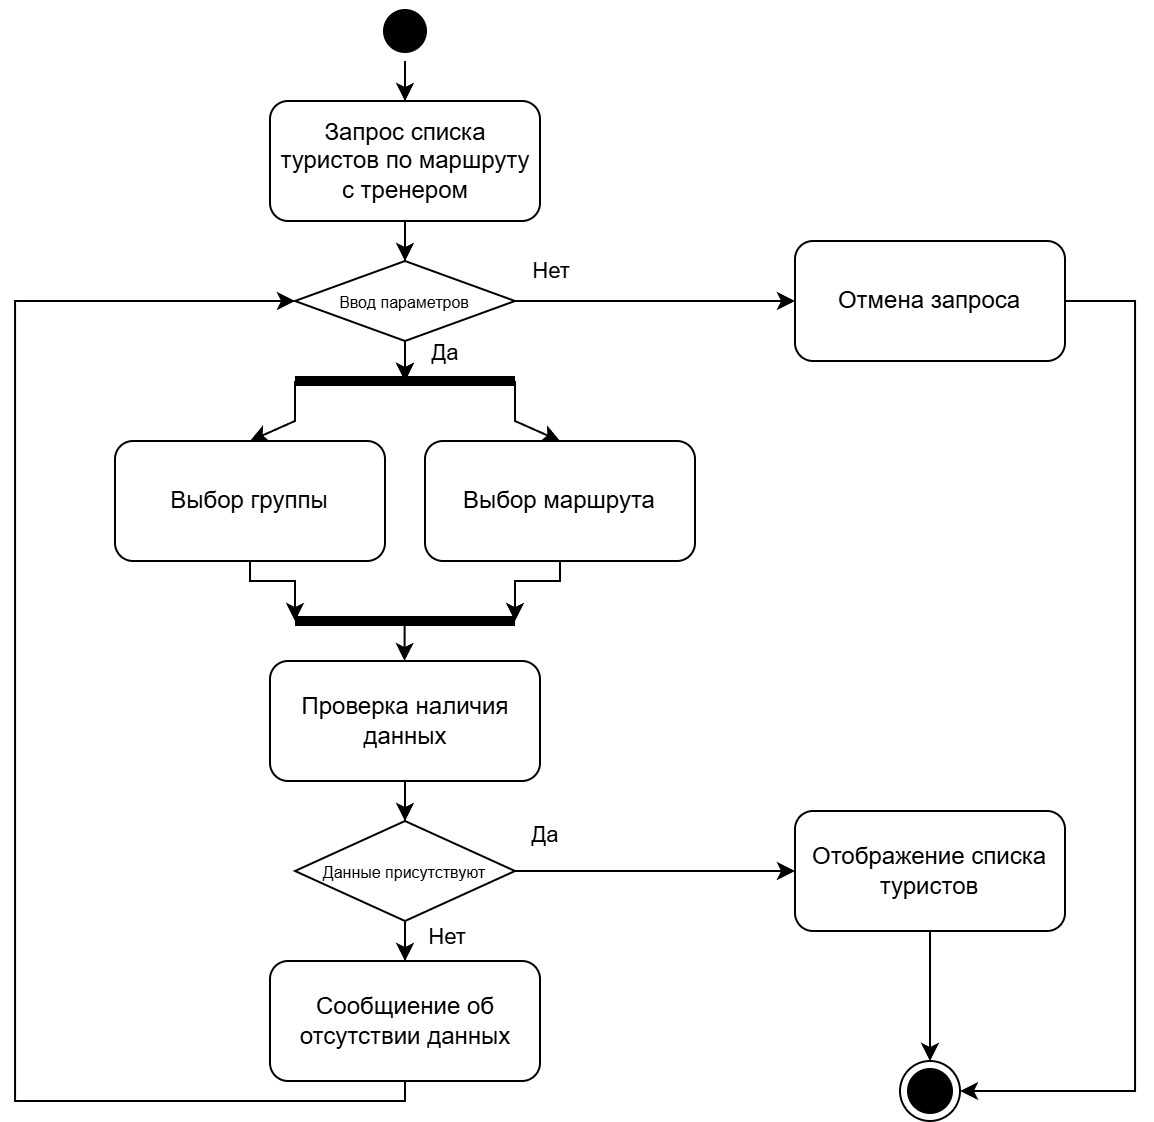 Запрос списка
туристов по маршруту
с тренером
Нет
Ввод параметров
Отмена запроса
Да
Выбор группы
Выбор маршрута
Проверка наличия
данных
Да
Данные присутствуют
Отображение списка
туристов
Нет
Сообщиение об
отсутствии данных